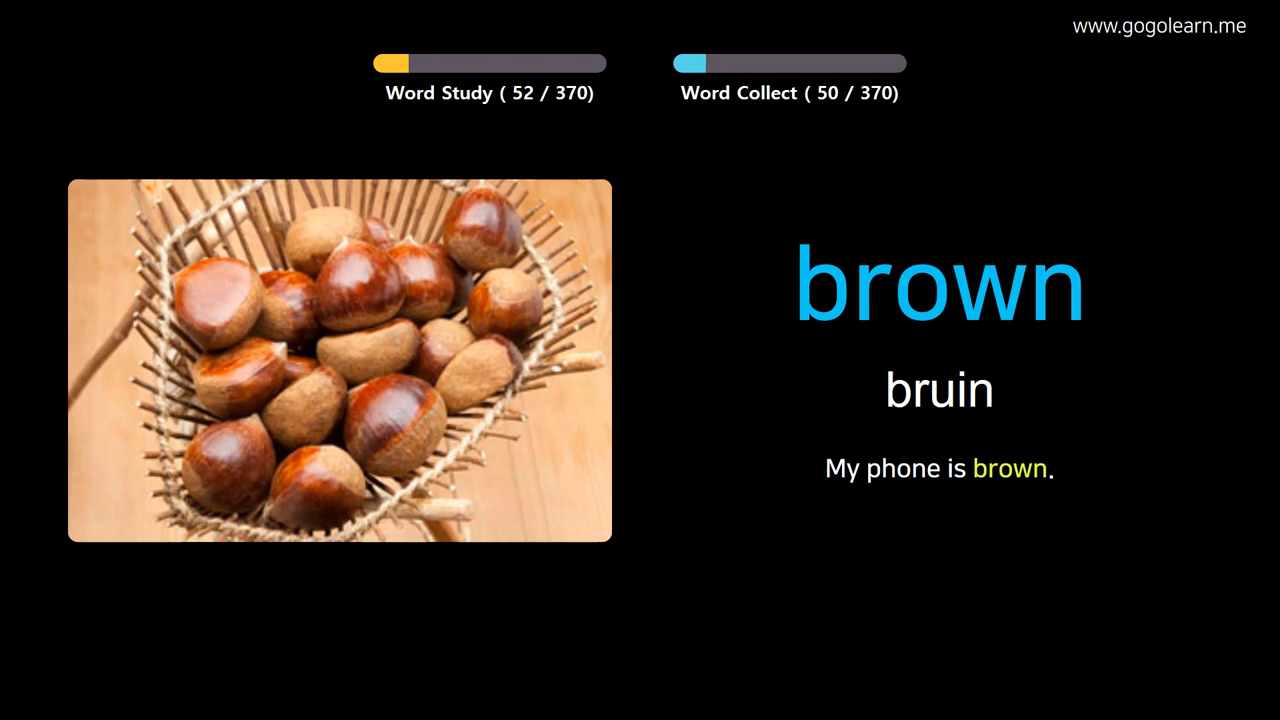 www.gogolearn.me
Word Study ( 52 / 370)
Word Collect ( 50 / 370)
brown
bruin
My phone is brown.